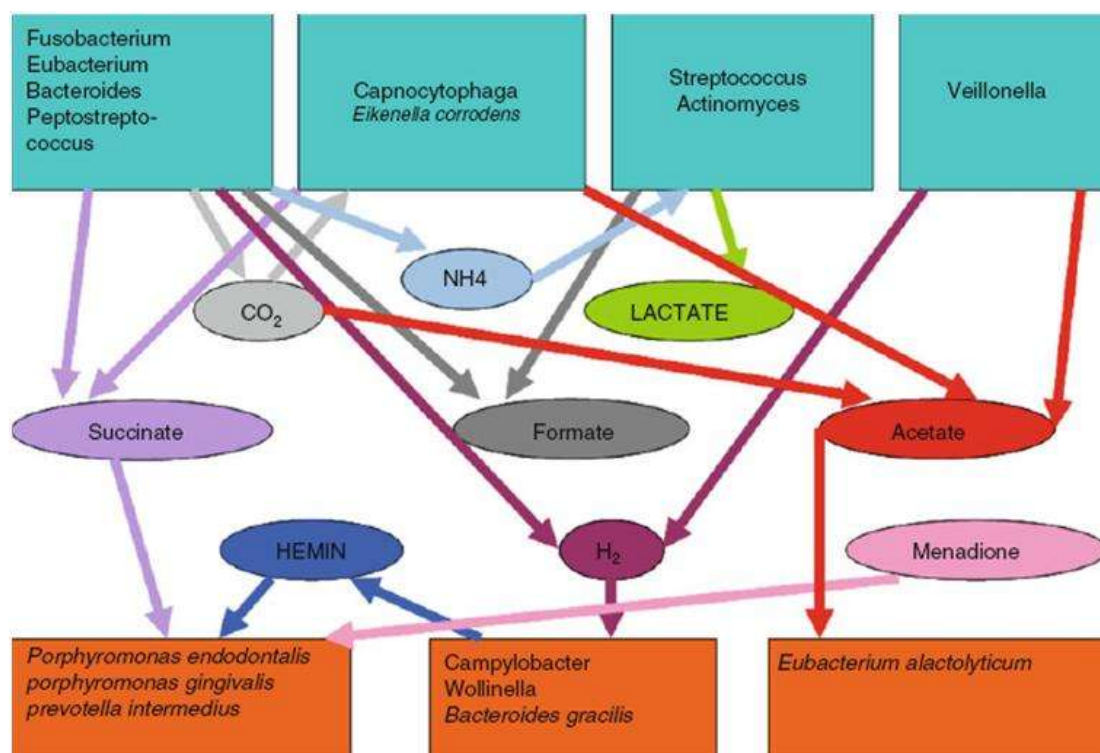 Fusobacterium
Eubacterium
Bacteroides
Peptostrepto-
coccus
Capnocytophaga
Eikenella corrodens
Streptococcus
Actinomyces
Veillonella
NH4
CO2
LACTATE
Succinate
Formate
Acetate
HEMIN
H2
Menadione
Porphyromonas endodontalis
porphyromonas gingivalis
prevotella intermedius
Campylobacter
Wollinella
Bacteroides gracilis
Eubacterium alactolyticum